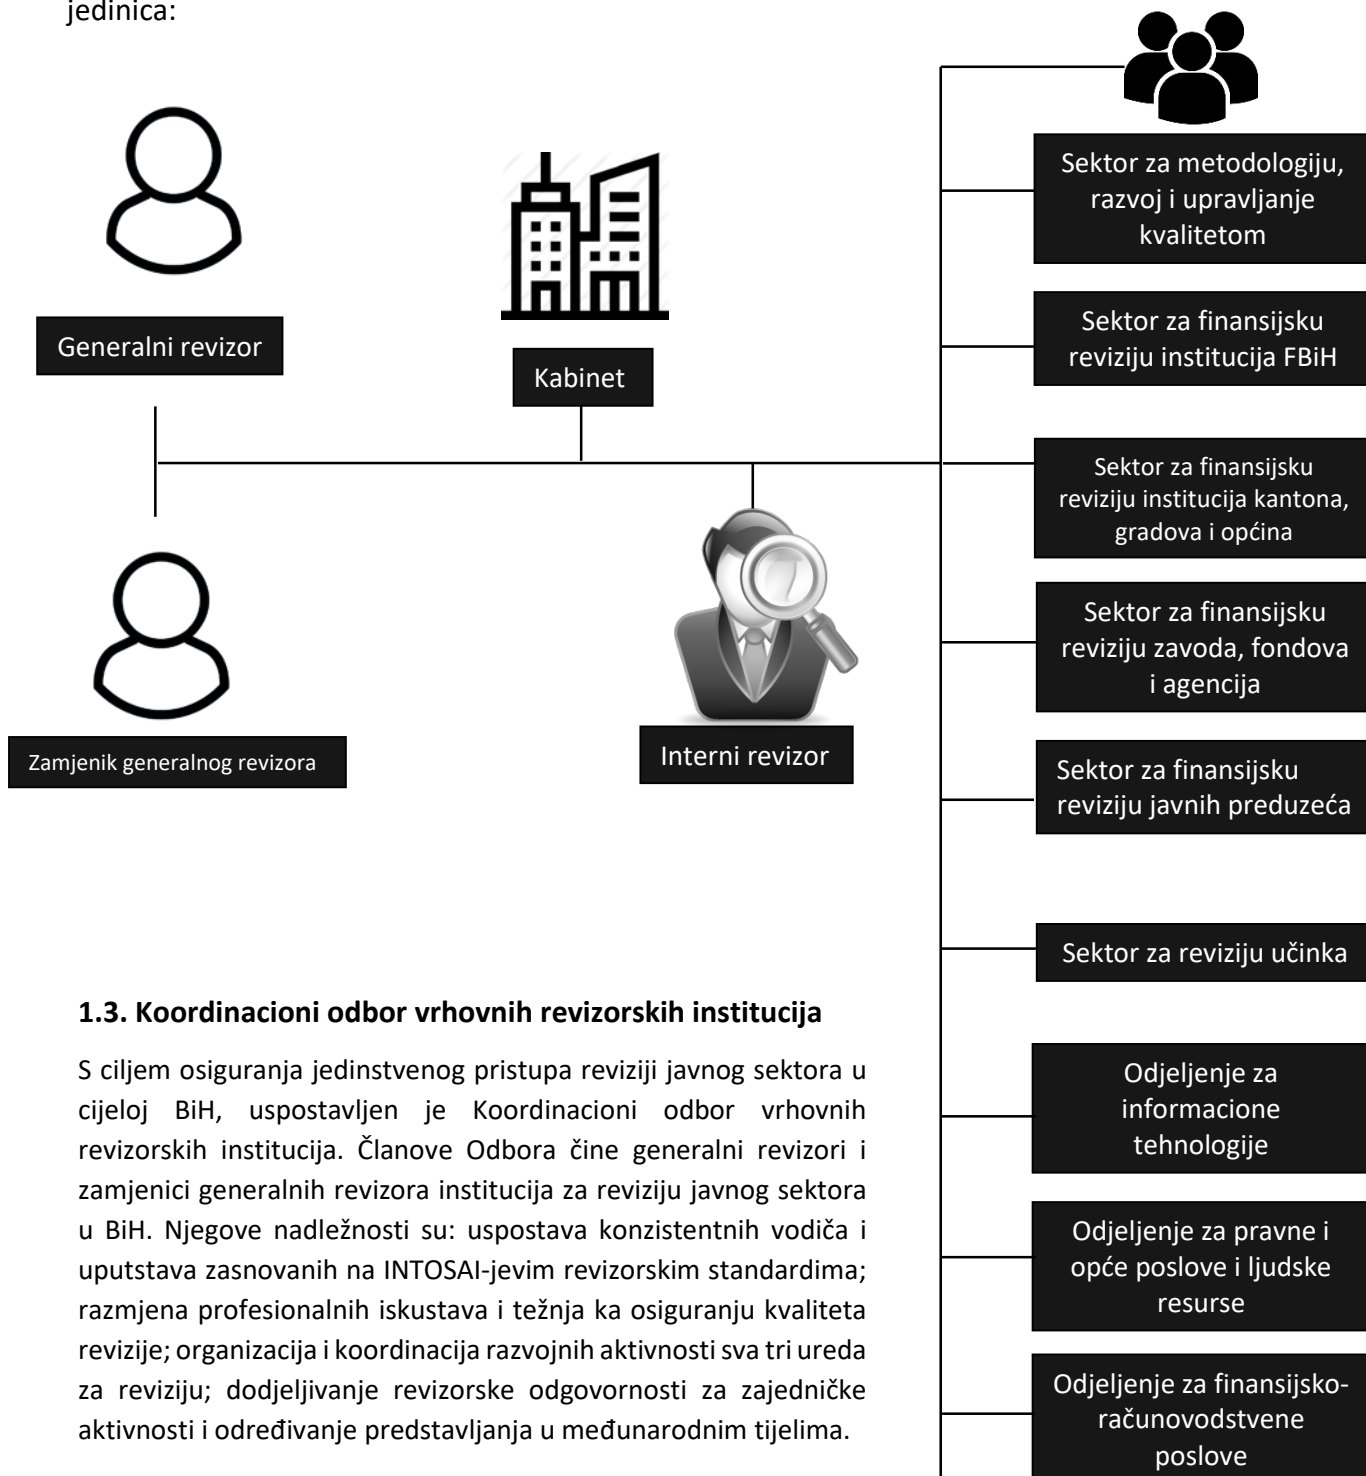 jedinica:
Generalni revizor
Kabinet
Zamjenik generalnog revizora
Interni revizor
Sektor za metodologiju,
razvoj i upravljanje
kvalitetom
Sektor za finansijsku
reviziju institucija FBiH
Sektor za finansijsku
reviziju institucija kantona,
gradova i općina
Sektor za finansijsku
reviziju zavoda, fondova
i agencija
Sektor za finansijsku
reviziju javnih preduzeća
Sektor za reviziju učinka
Odjeljenje za
informacione
tehnologije
Odjeljenje za pravne i
opće poslove i ljudske
resurse
Odjeljenje za finansijsko-
računovodstvene
poslove
1.3. Koordinacioni odbor vrhovnih revizorskih institucija
S ciljem osiguranja jedinstvenog pristupa reviziji javnog sektora u
cijeloj BiH, uspostavljen je Koordinacioni odbor vrhovnih
revizorskih institucija. Članove Odbora čine generalni revizori i
zamjenici generalnih revizora institucija za reviziju javnog sektora
u BiH. Njegove nadležnosti su: uspostava konzistentnih vodiča i
uputstava zasnovanih na INTOSAI-jevim revizorskim standardima;
razmjena profesionalnih iskustava i težnja ka osiguranju kvaliteta
revizije; organizacija i koordinacija razvojnih aktivnosti sva tri ureda
za reviziju; dodjeljivanje revizorske odgovornosti za zajedničke
aktivnosti i određivanje predstavljanja u međunarodnim tijelima.